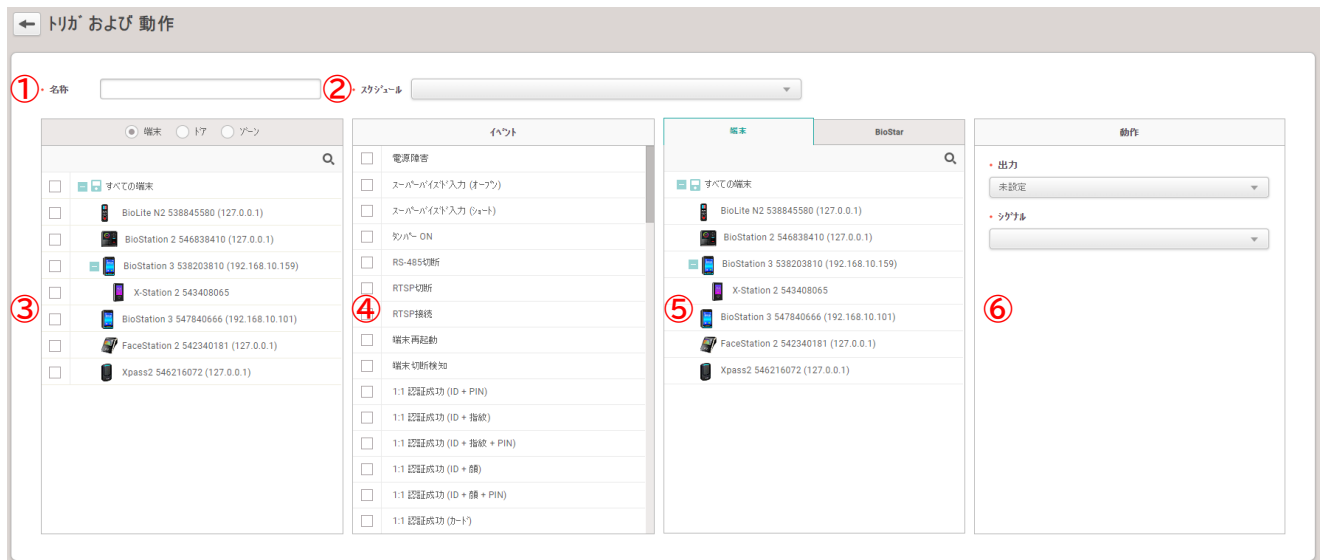 トリガ および 動作
① ・ 名称 ② ・ スケジュール
端末 ドア ゾーン
すべての端末
BioLite N2 538845580 (127.0.0.1)
BioStation 2 546838410 (127.0.0.1)
BioStation 3 538203810 (192.168.10.159)
X-Station 2 543408065
③
BioStation 3 547840666 (192.168.10.101)
FaceStation 2 542340181 (127.0.0.1)
Xpass2 546216072 (127.0.0.1)
イベント
電源障害
スーパーバイズド入力 (オープン)
スーパーバイズド入力 (ショート)
タンパー ON
RS-485切断
RTSP切断
④
RTSP接続
端末再起動
端末切断検知
1:1 認証成功 (ID + PIN)
1:1 認証成功 (ID + 指紋)
1:1 認証成功 (ID + 指紋 + PIN)
1:1 認証成功 (ID + 顔)
1:1 認証成功 (ID + 顔 + PIN)
1:1 認証成功 (カード)
端末 BioStar
すべての端末
BioLite N2 538845580 (127.0.0.1)
BioStation 2 546838410 (127.0.0.1)
BioStation 3 538203810 (192.168.10.159)
X-Station 2 543408065
⑤
BioStation 3 547840666 (192.168.10.101)
FaceStation 2 542340181 (127.0.0.1)
Xpass2 546216072 (127.0.0.1)
動作
・ 出力
未設定
・ シグナル
⑥